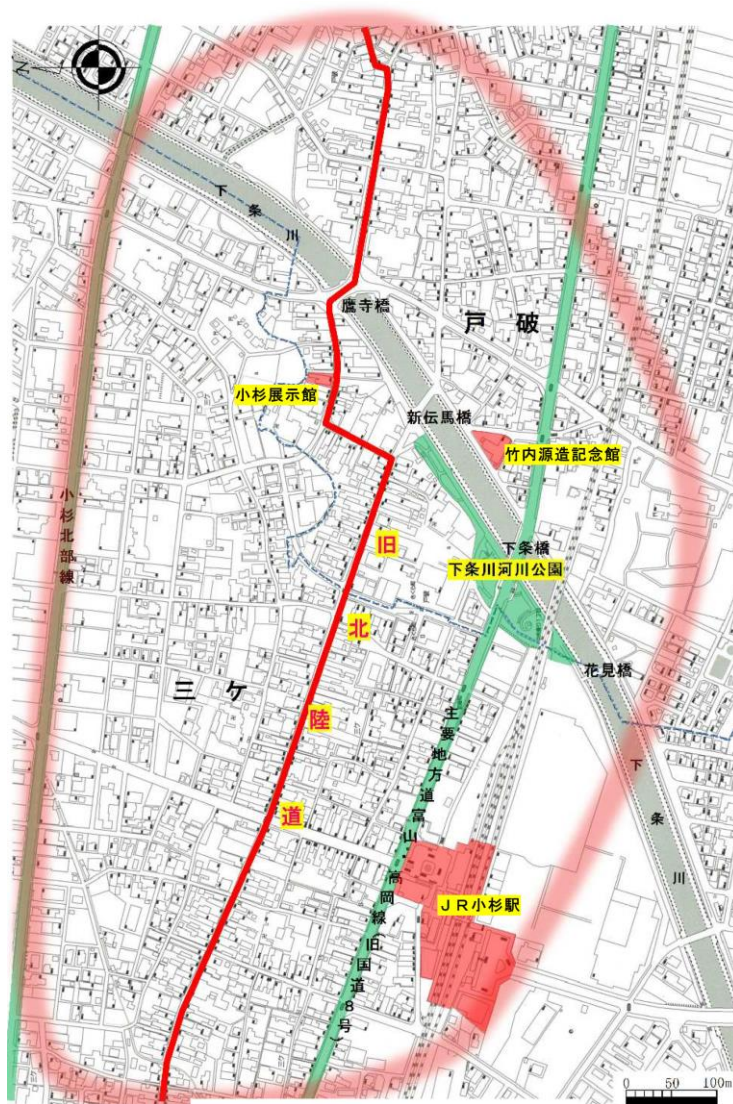 N
下条川
鷹寺橋
戸破
小杉展示館
新伝馬橋
竹内源造記念館
小杉北部線
旧北陸道
下条橋
下条川河川公園
花見橋
三ケ
主要地方道富山・高岡線(旧国道8号)
下条川
JR小杉駅
0 50 100m